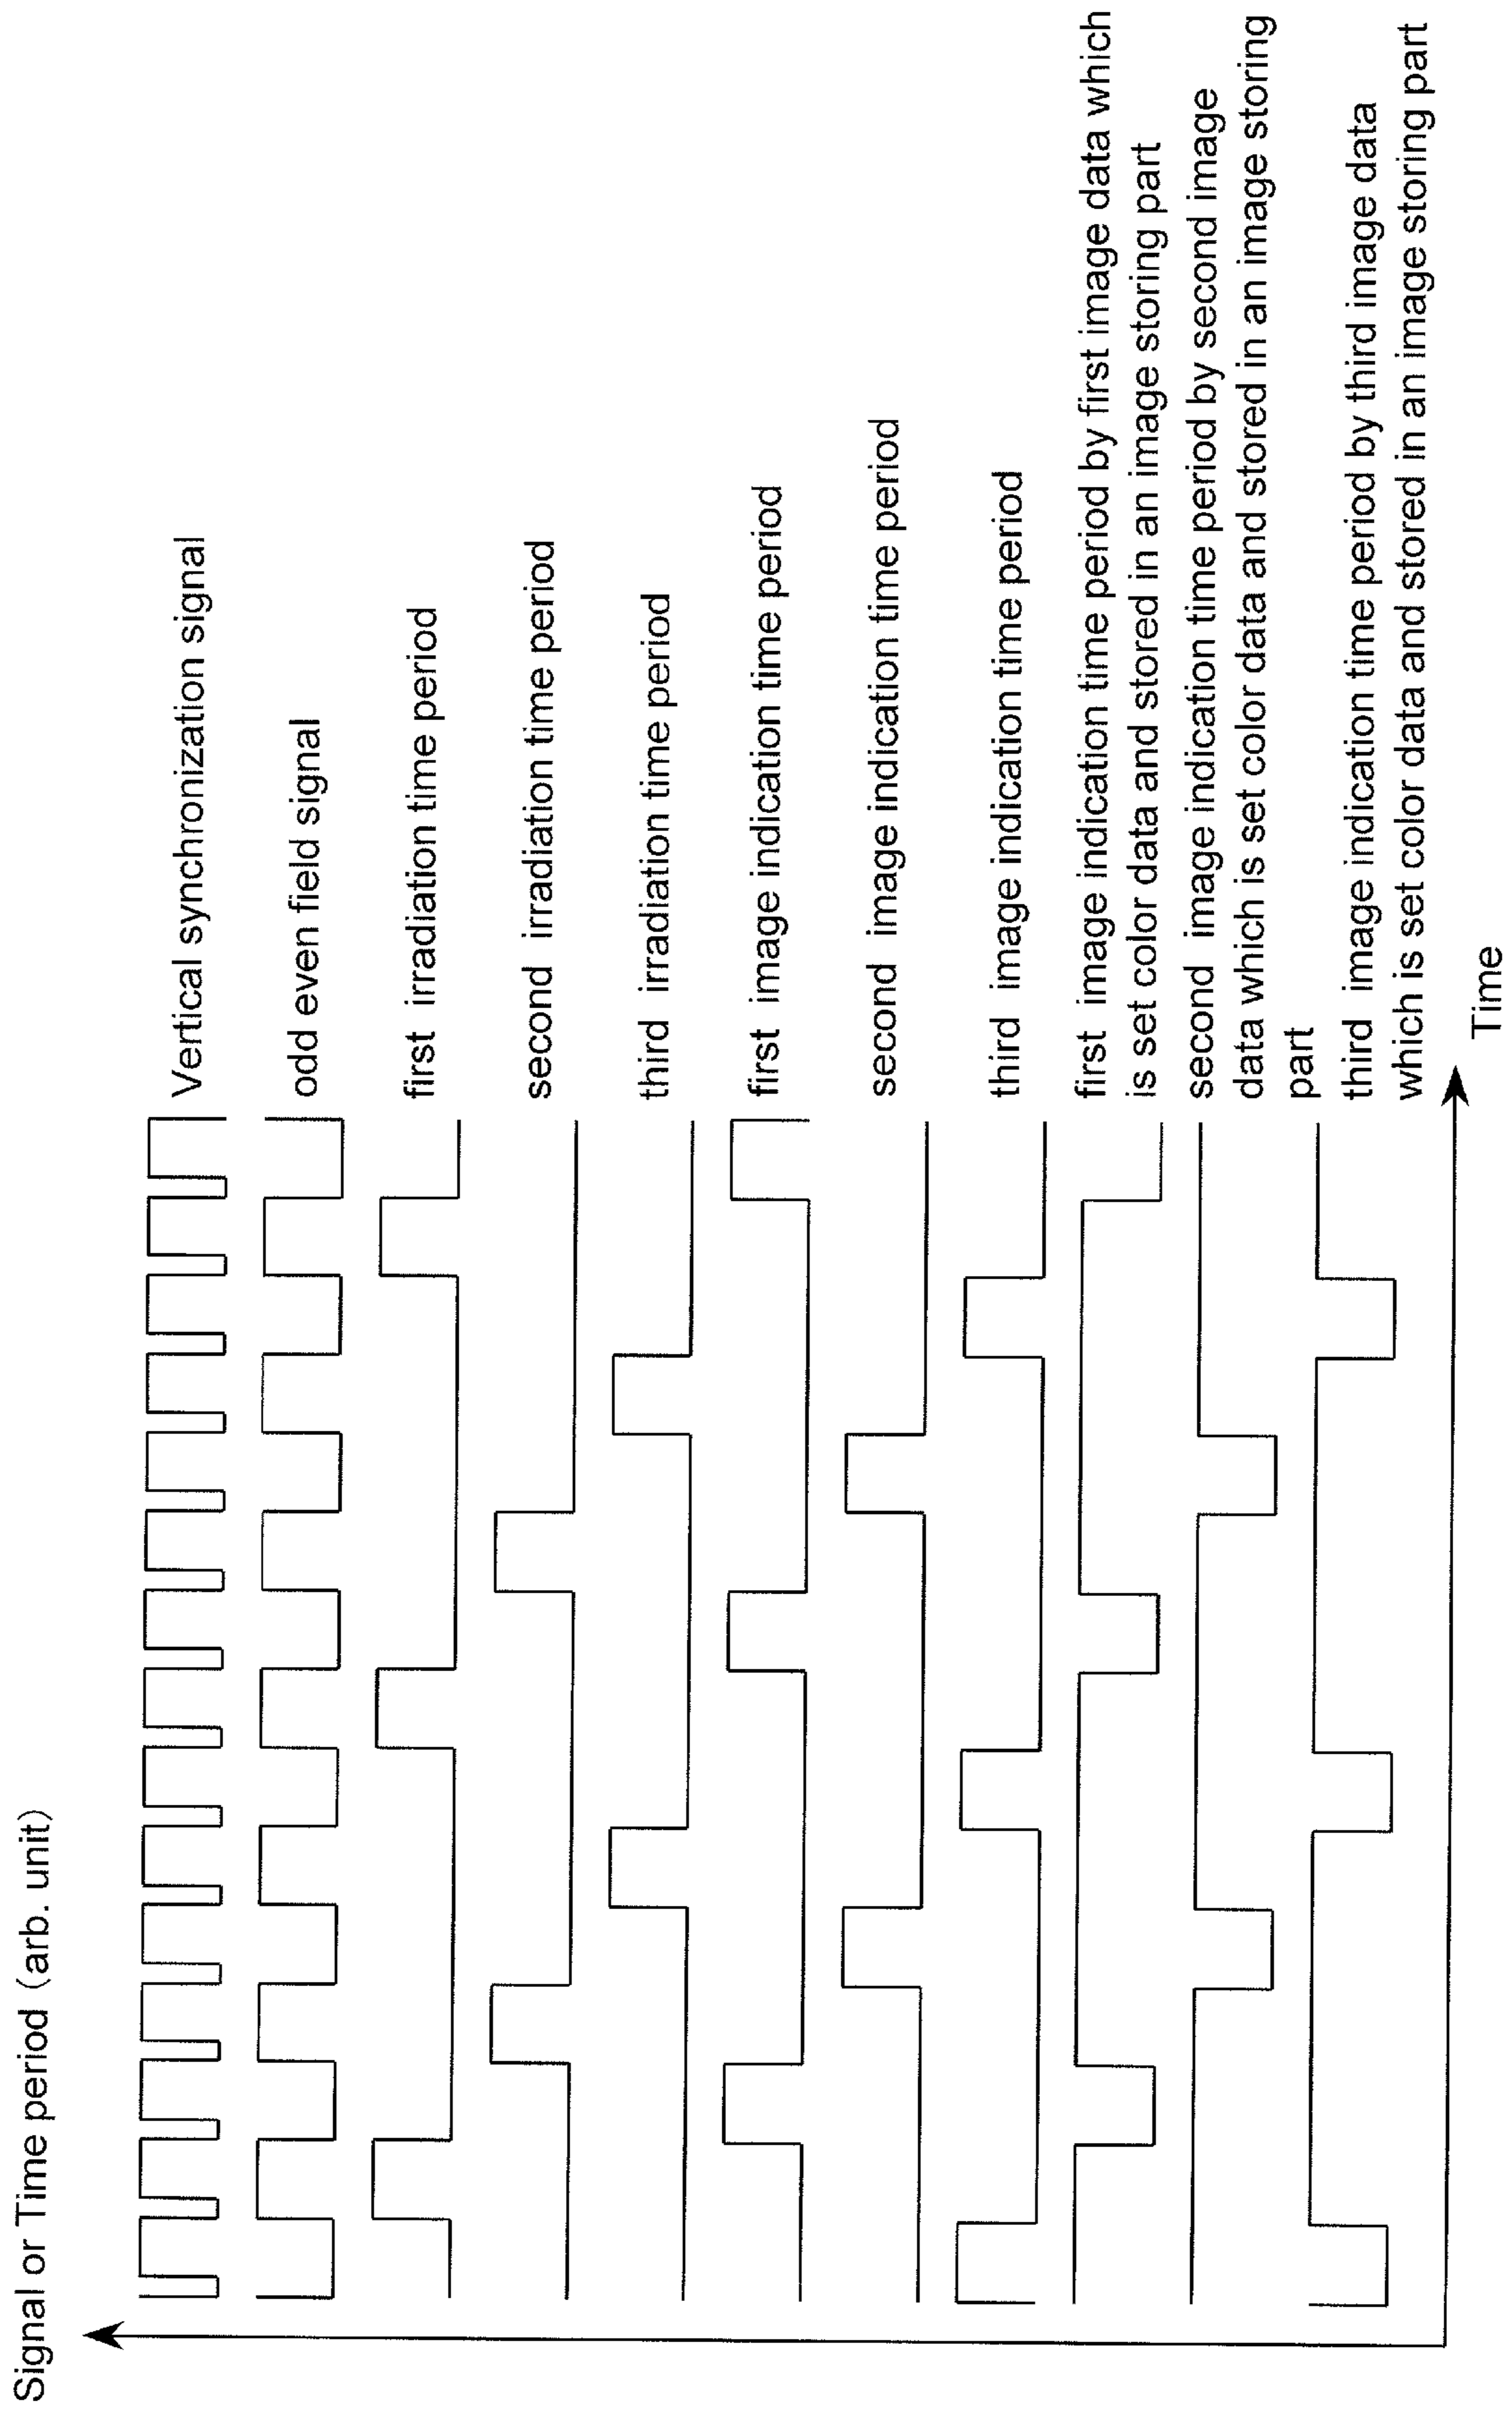 Signal or Time period (arb. unit)
Vertical synchronization signal
odd even field signal
first irradiation time period
second irradiation time period
third irradiation time period
first image indication time period
second image indication time period
third image indication time period
first image indication time period by first image data which
is set color data and stored in an image storing part
second image indication time period by second image
data which is set color data and stored in an image storing
part
third image indication time period by third image data
which is set color data and stored in an image storing part
Time